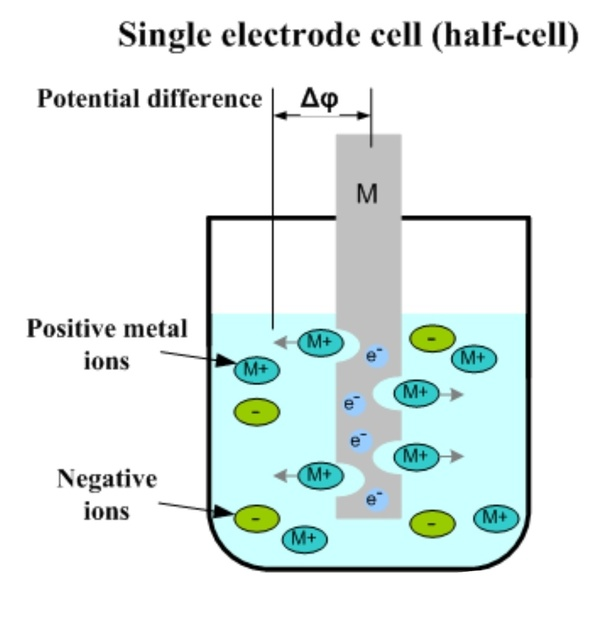 Single electrode cell (half-cell)
Potential difference Δφ
M
Positive metal
ions
M+
M+
M+
M+
M+
M+
M+
M+
e⁻
e⁻
e⁻
e⁻
-
-
-
-
Negative
ions